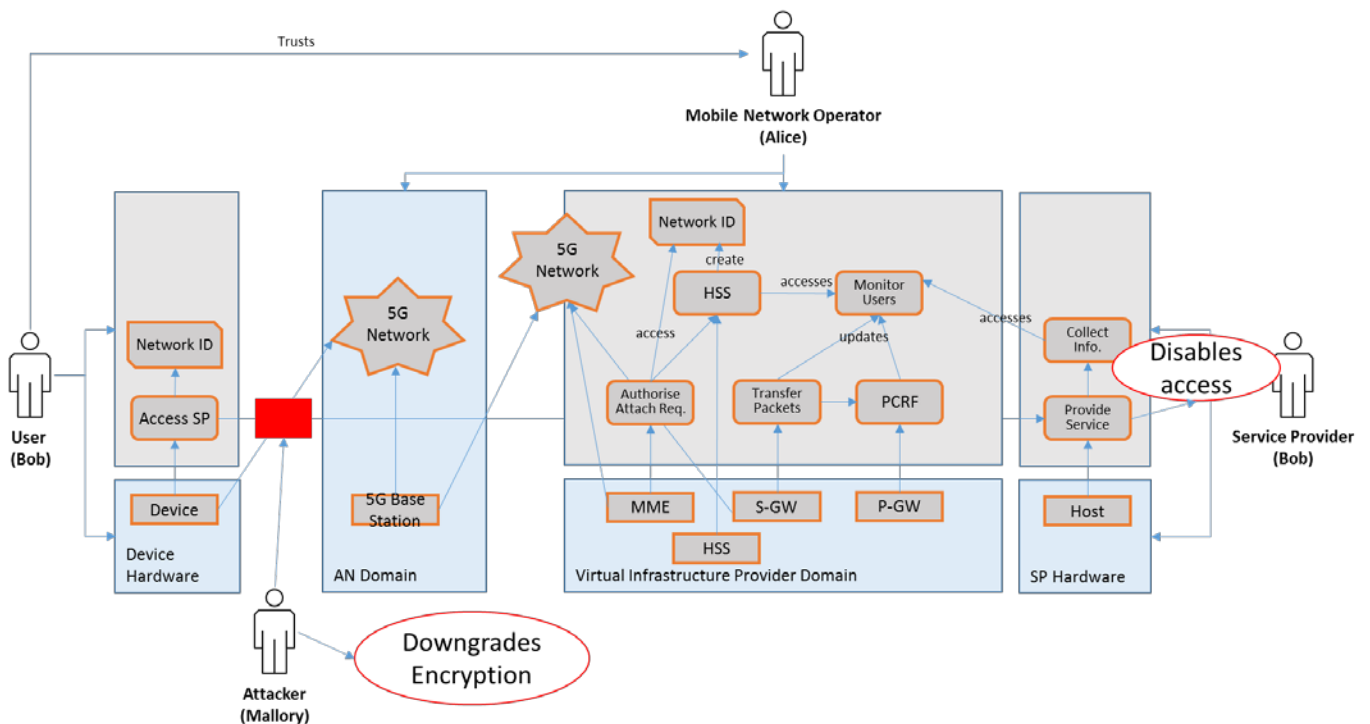 Trusts
Mobile Network Operator
(Alice)
Network ID
5G
Network
create
5G
Network
HSS
accesses
Monitor
Users
access
accesses
updates
Network ID
Collect
Info.
Disables
access
Access SP
Authorise
Attach Req.
Transfer
Packets
PCRF
Provide
Service
User
(Bob)
Service Provider
(Bob)
Device
5G Base
Station
MME
S-GW
P-GW
Host
HSS
Device
Hardware
AN Domain
Virtual Infrastructure Provider Domain
SP Hardware
Downgrades
Encryption
Attacker
(Mallory)